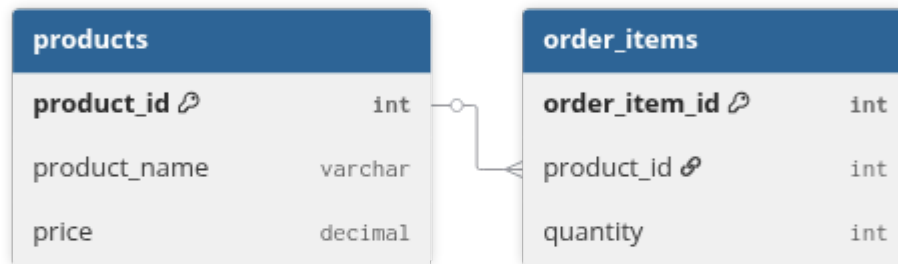 products
product_id int
product_name varchar
price decimal
order_items
order_item_id int
product_id int
quantity int